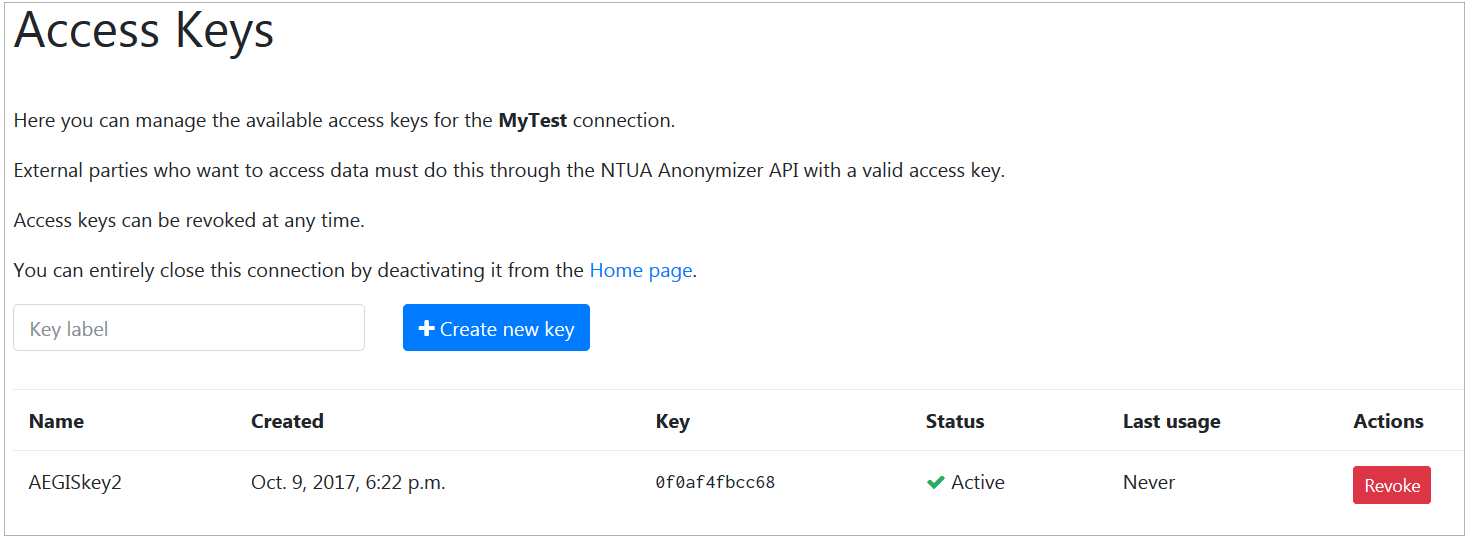 Access Keys
Here you can manage the available access keys for the MyTest connection.
External parties who want to access data must do this through the NTUA Anonymizer API with a valid access key.
Access keys can be revoked at any time.
You can entirely close this connection by deactivating it from the Home page.
Key label
Create new key
Name Created Key Status Last usage Actions
AEGISkey2 Oct. 9, 2017, 6:22 p.m. 0f0af4fbcc68 Active Never Revoke